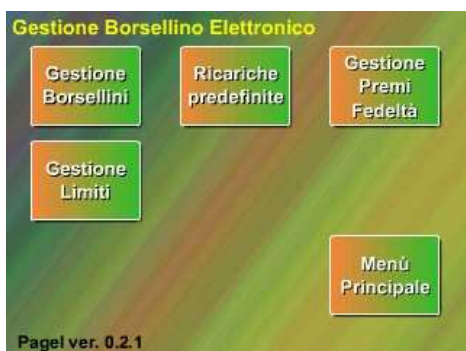 Gestione Borsellino Elettronico
Gestione
Borsellini
Ricariche
predefinite
Gestione
Premi
Fedeltà
Gestione
Limiti
Menù
Principale
Pagel ver. 0.2.1